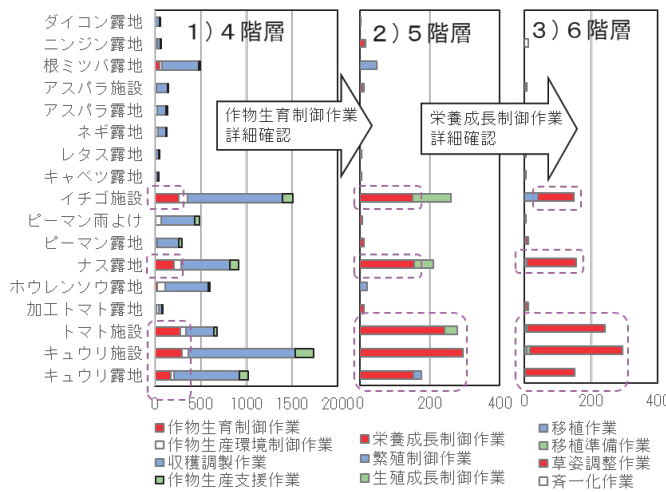 1)4階層
2)5階層
3)6階層
ダイコン露地
ニンジン露地
根ミツバ露地
アスパラ施設
アスパラ露地
ネギ露地
レタス露地
キャベツ露地
イチゴ施設
ピーマン雨よけ
ピーマン露地
ナス露地
ホウレンソウ露地
加工トマト露地
トマト施設
キュウリ施設
キュウリ露地
作物生育制御作業
詳細確認
栄養成長制御作業
詳細確認
0 500 1000 1500 2000
0 200 400
0 200 400
作物生育制御作業
作物生産環境制御作業
収穫調製作業
作物生産支援作業
栄養成長制御作業
繁殖制御作業
生殖成長制御作業
移植作業
移植準備作業
草姿調整作業
斉一化作業